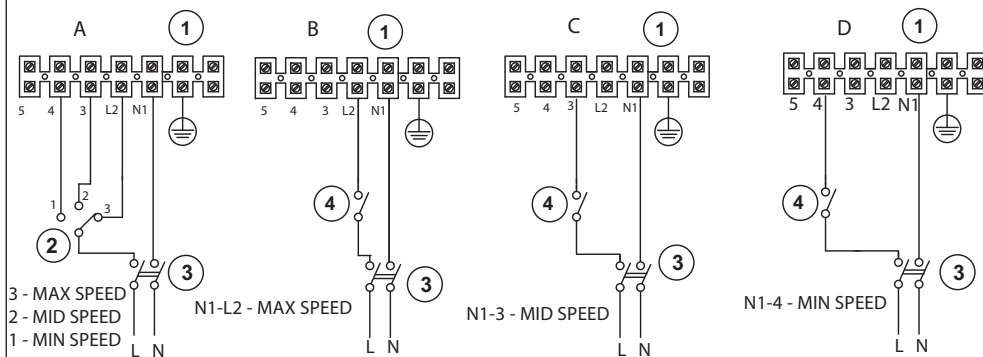 A
1
5 4 3 L2 N1
1
2
3
2
3
3 - MAX SPEED
2 - MID SPEED
1 - MIN SPEED
L N
B
1
5 4 3 L2 N1
4
3
N1-L2 - MAX SPEED
L N
C
1
5 4 3 L2 N1
4
3
N1-3 - MID SPEED
L N
D
1
5 4 3 L2 N1
4
3
N1-4 - MIN SPEED
L N